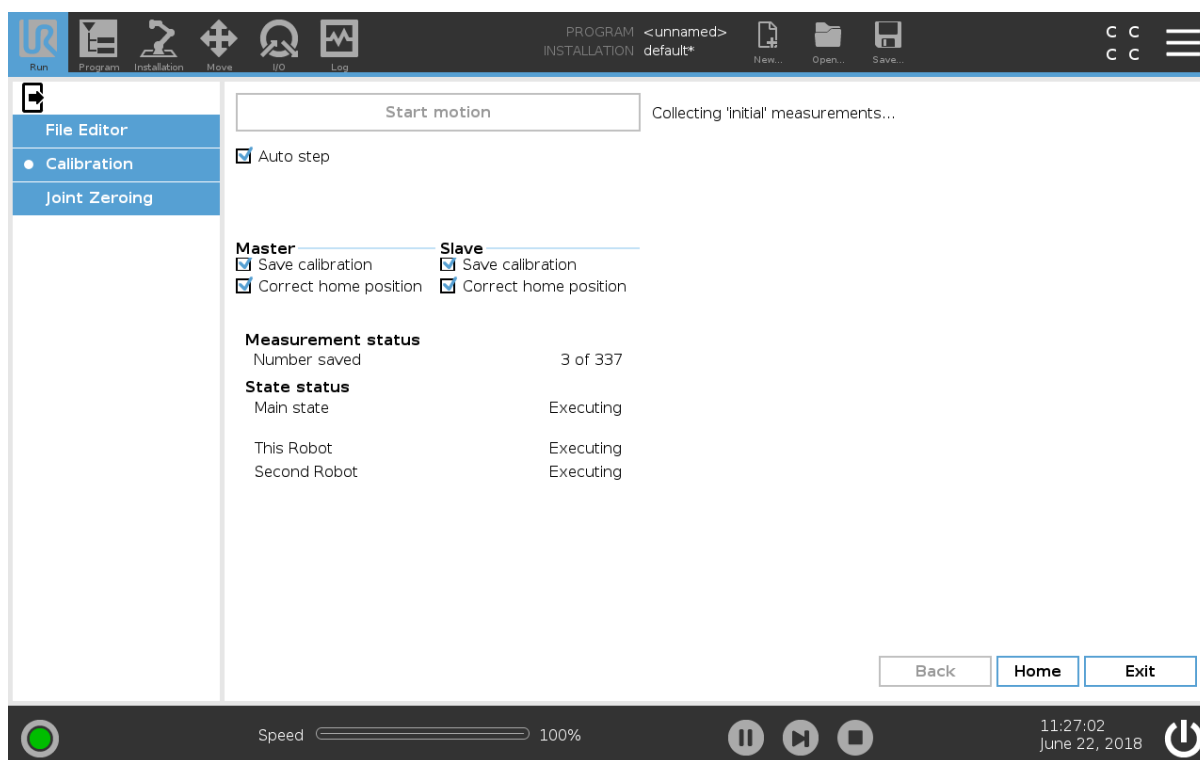 PROGRAM <unnamed>
INSTALLATION default*
C C
C C
UR
Run
Program
Installation
Move
I/O
Log
New...
Open...
Save...
File Editor
Calibration
Joint Zeroing
Start motion
Collecting 'initial' measurements...
Auto step
Master
Slave
Save calibration
Save calibration
Correct home position
Correct home position
Measurement status
Number saved 3 of 337
State status
Main state Executing
This Robot Executing
Second Robot Executing
Back
Home
Exit
Speed
100%
11:27:02
June 22, 2018